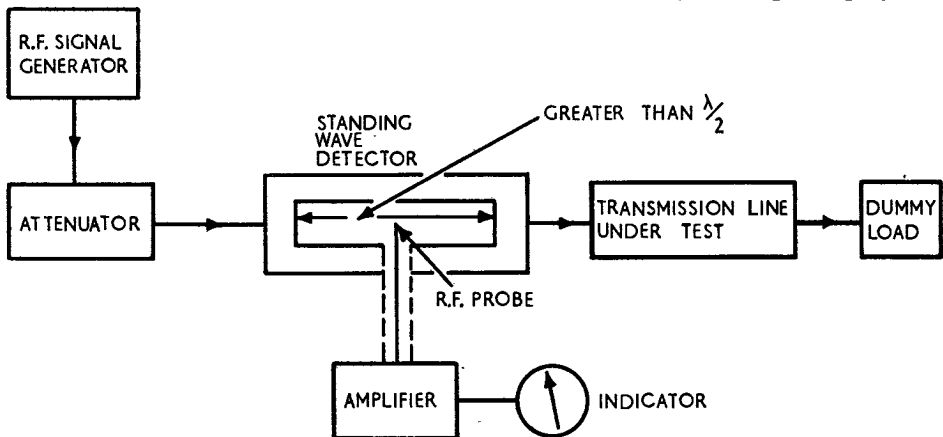 R.F. SIGNAL
GENERATOR
STANDING
WAVE
DETECTOR
GREATER THAN λ/2
ATTENUATOR
TRANSMISSION LINE
UNDER TEST
DUMMY
LOAD
R.F. PROBE
AMPLIFIER
INDICATOR